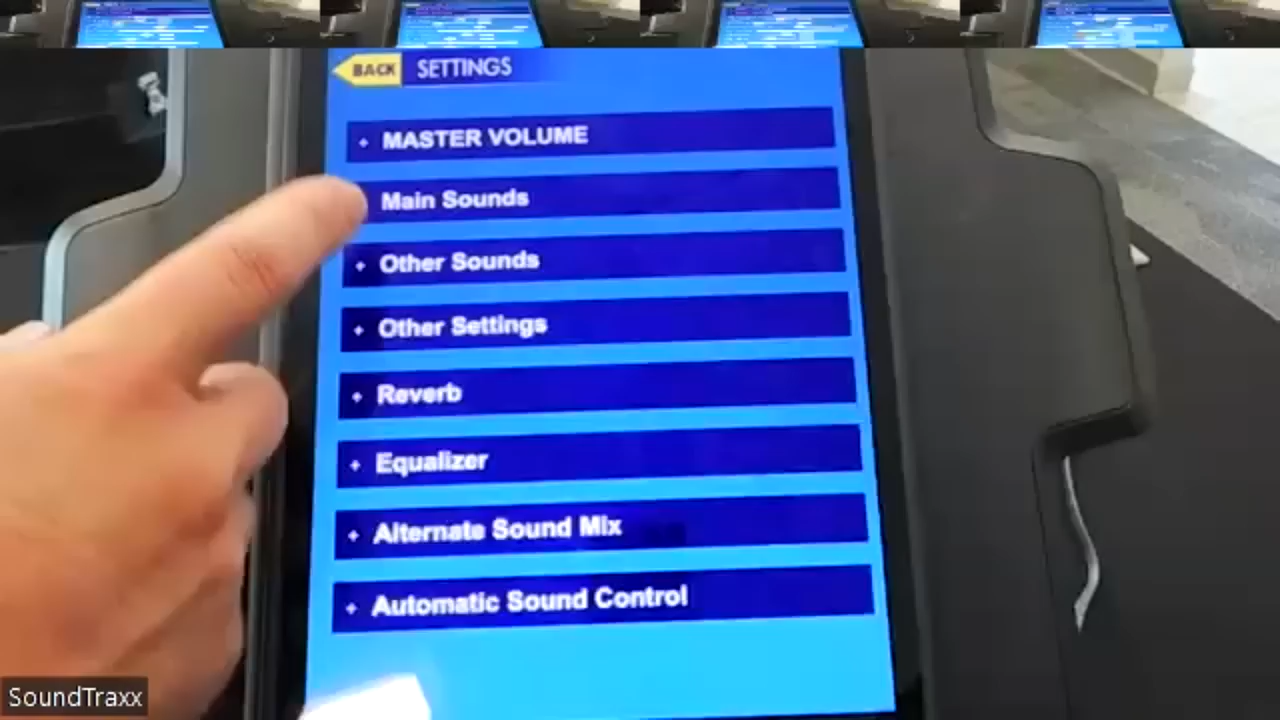 BACK SETTINGS
+ MASTER VOLUME
Main Sounds
+ Other Sounds
+ Other Settings
+ Reverb
+ Equalizer
+ Alternate Sound Mix
+ Automatic Sound Control
SoundTraxx